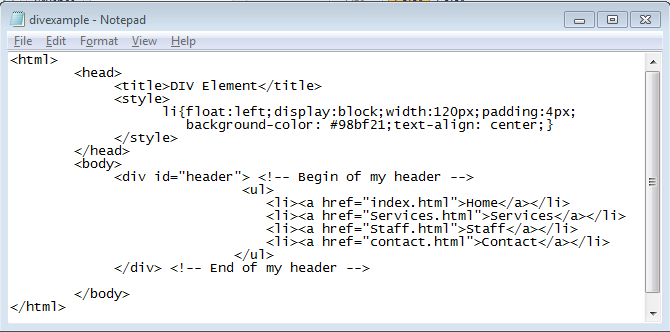 divexample - Notepad
File Edit Format View Help
<html>
<head>
<title>DIV Element</title>
<style>
li{float:left;display:block;width:120px;padding:4px;
background-color: #98bf21;text-align: center;}
</style>
</head>
<body>
<div id="header"> <!-- Begin of my header -->
<ul>
<li><a href="index.html">Home</a></li>
<li><a href="Services.html">Services</a></li>
<li><a href="Staff.html">Staff</a></li>
<li><a href="contact.html">Contact</a></li>
</ul>
</div> <!-- End of my header -->
</body>
</html>